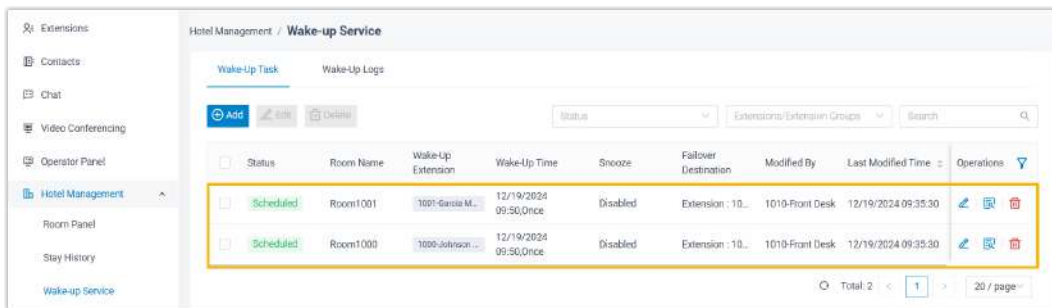 Extensions
Contacts
Chat
Video Conferencing
Operator Panel
Hotel Management
Room Panel
Stay History
Wake-up Service
Hotel Management / Wake-up Service
Wake-Up Task Wake-Up Logs
Add Edit Delete Status Extensions/Extension Groups Search
Status Room Name Wake-Up Extension Wake-Up Time Snooze Failover Destination Modified By Last Modified Time Operations
Scheduled Room1001 1001-Garcia M... 12/19/2024 09:50,Once Disabled Extension : 10... 1010-Front Desk 12/19/2024 09:35:30
Scheduled Room1000 1000-Johnson ... 12/19/2024 09:50,Once Disabled Extension : 10... 1010-Front Desk 12/19/2024 09:35:30
Total: 2 < 1 > 20 / page